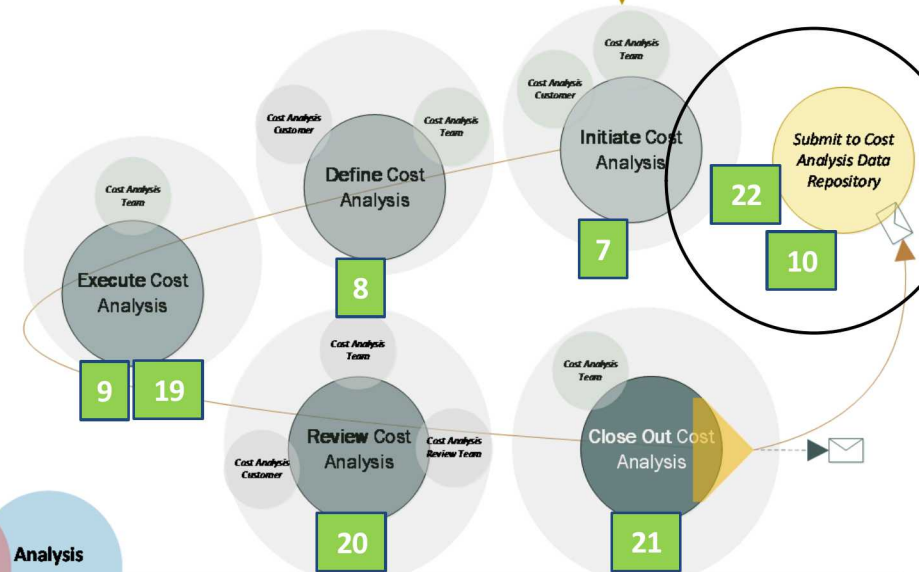 Cost Analysis
Team
Cost Analysis
Customer
Initiate Cost
Analysis
7
Submit to Cost
Analysis Data
Repository
22
10
Cost Analysis
Customer
Cost Analysis
Team
Define Cost
Analysis
8
Cost Analysis
Team
Execute Cost
Analysis
9
19
Cost Analysis
Team
Review Cost
Analysis
Cost Analysis
Customer
Cost Analysis
Review Team
20
Cost Analysis
Team
Close Out Cost
Analysis
21
Analysis